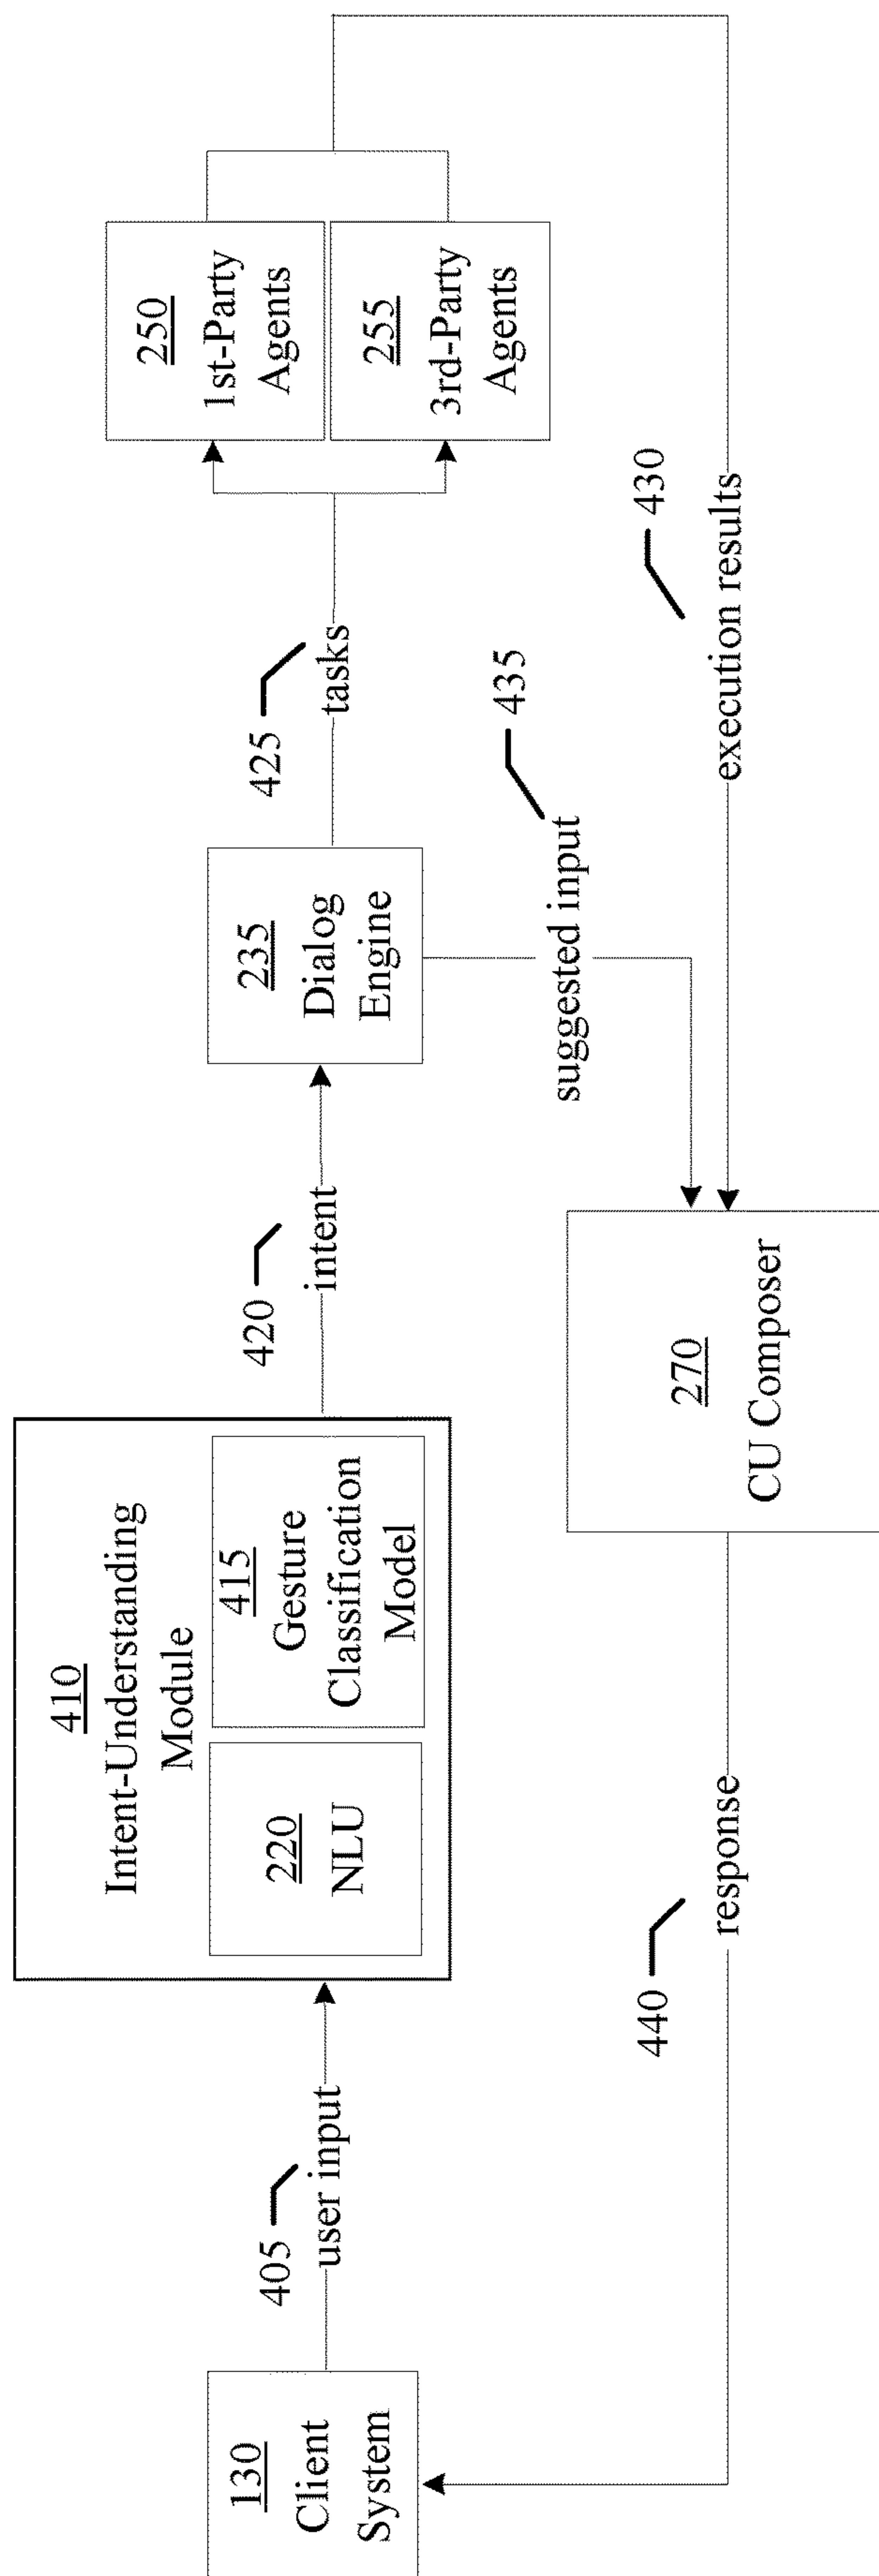 130
Client
System
405
user input
410
Intent-Understanding
Module
220
NLU
415
Gesture
Classification
Model
420
intent
235
Dialog
Engine
425
tasks
250
1st-Party
Agents
255
3rd-Party
Agents
435
suggested input
430
execution results
270
CU Composer
440
response